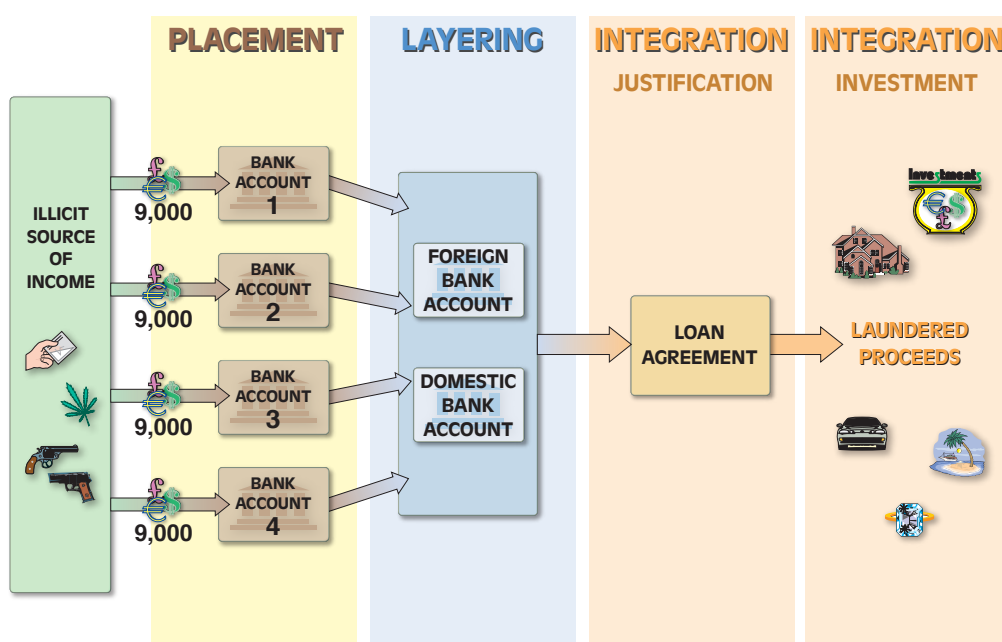 PLACEMENT
LAYERING
INTEGRATION
JUSTIFICATION
INTEGRATION
INVESTMENT
ILLICIT
SOURCE
OF
INCOME
£
€$
9,000
BANK
ACCOUNT
1
£
€$
9,000
BANK
ACCOUNT
2
£
€$
9,000
BANK
ACCOUNT
3
£
€$
9,000
BANK
ACCOUNT
4
FOREIGN
BANK
ACCOUNT
DOMESTIC
BANK
ACCOUNT
LOAN
AGREEMENT
Investments
€$
£
LAUNDERED
PROCEEDS